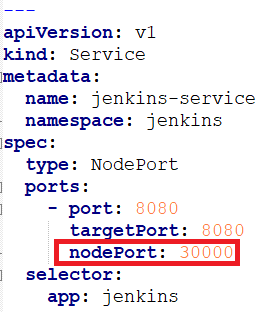 ---
apiVersion: v1
kind: Service
metadata:
  name: jenkins-service
  namespace: jenkins
spec:
  type: NodePort
  ports:
    - port: 8080
      targetPort: 8080
      nodePort: 30000
  selector:
    app: jenkins